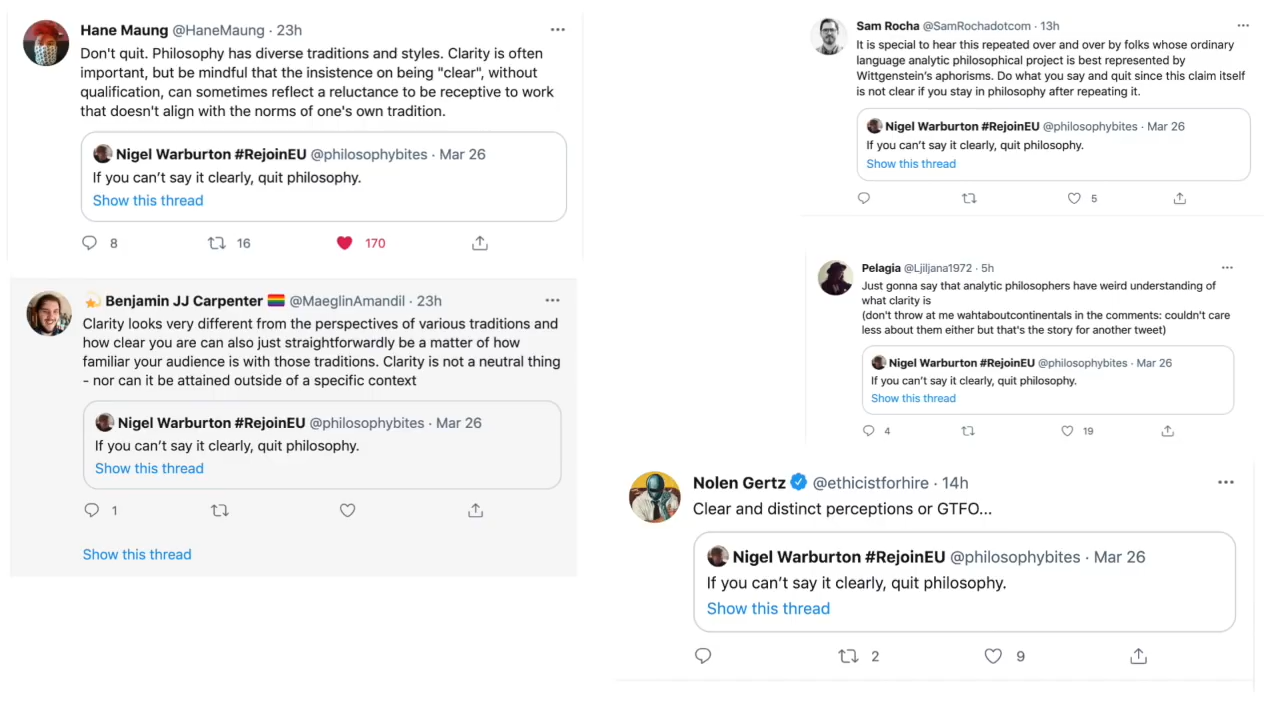 Hane Maung @HaneMaung · 23h
Don't quit. Philosophy has diverse traditions and styles. Clarity is often
important, but be mindful that the insistence on being "clear", without
qualification, can sometimes reflect a reluctance to be receptive to work
that doesn't align with the norms of one's own tradition.
Nigel Warburton #RejoinEU @philosophybites · Mar 26
If you can't say it clearly, quit philosophy.
Show this thread
8 16 170
Benjamin JJ Carpenter @MaeglinAmandil · 23h
Clarity looks very different from the perspectives of various traditions and
how clear you are can also just straightforwardly be a matter of how
familiar your audience is with those traditions. Clarity is not a neutral thing
- nor can it be attained outside of a specific context
Nigel Warburton #RejoinEU @philosophybites · Mar 26
If you can't say it clearly, quit philosophy.
Show this thread
1
Show this thread
Sam Rocha @SamRochadotcom · 13h
It is special to hear this repeated over and over by folks whose ordinary
language analytic philosophical project is best represented by
Wittgenstein's aphorisms. Do what you say and quit since this claim itself
is not clear if you stay in philosophy after repeating it.
Nigel Warburton #RejoinEU @philosophybites · Mar 26
If you can't say it clearly, quit philosophy.
Show this thread
5
Pelagia @Ljiljana1972 · 5h
Just gonna say that analytic philosophers have weird understanding of
what clarity is
(don't throw at me wahtaboutcontinentals in the comments: couldn't care
less about them either but that's the story for another tweet)
Nigel Warburton #RejoinEU @philosophybites · Mar 26
If you can't say it clearly, quit philosophy.
Show this thread
4 19
Nolen Gertz @ethicistforhire · 14h
Clear and distinct perceptions or GTFO...
Nigel Warburton #RejoinEU @philosophybites · Mar 26
If you can't say it clearly, quit philosophy.
Show this thread
2 9